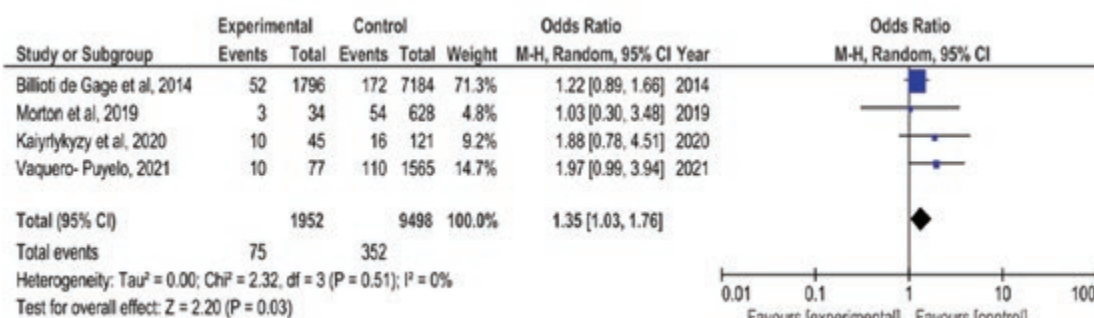 Experimental Control Odds Ratio Odds Ratio
Study or Subgroup Events Total Events Total Weight M-H, Random, 95% CI Year M-H, Random, 95% CI
Billioti de Gage et al, 2014 52 1796 172 7184 71.3% 1.22 [0.89, 1.66] 2014
Morton et al, 2019 3 34 54 628 4.8% 1.03 [0.30, 3.48] 2019
Kaiyrlykyzy et al, 2020 10 45 16 121 9.2% 1.88 [0.78, 4.51] 2020
Vaquero- Puyelo, 2021 10 77 110 1565 14.7% 1.97 [0.99, 3.94] 2021
Total (95% CI) 1952 9498 100.0% 1.35 [1.03, 1.76]
Total events 75 352
Heterogeneity: Tau² = 0.00; Chi² = 2.32, df = 3 (P = 0.51); I² = 0%
Test for overall effect: Z = 2.20 (P = 0.03)
0.01 0.1 1 10 100
Favours [experimental] Favours [control]